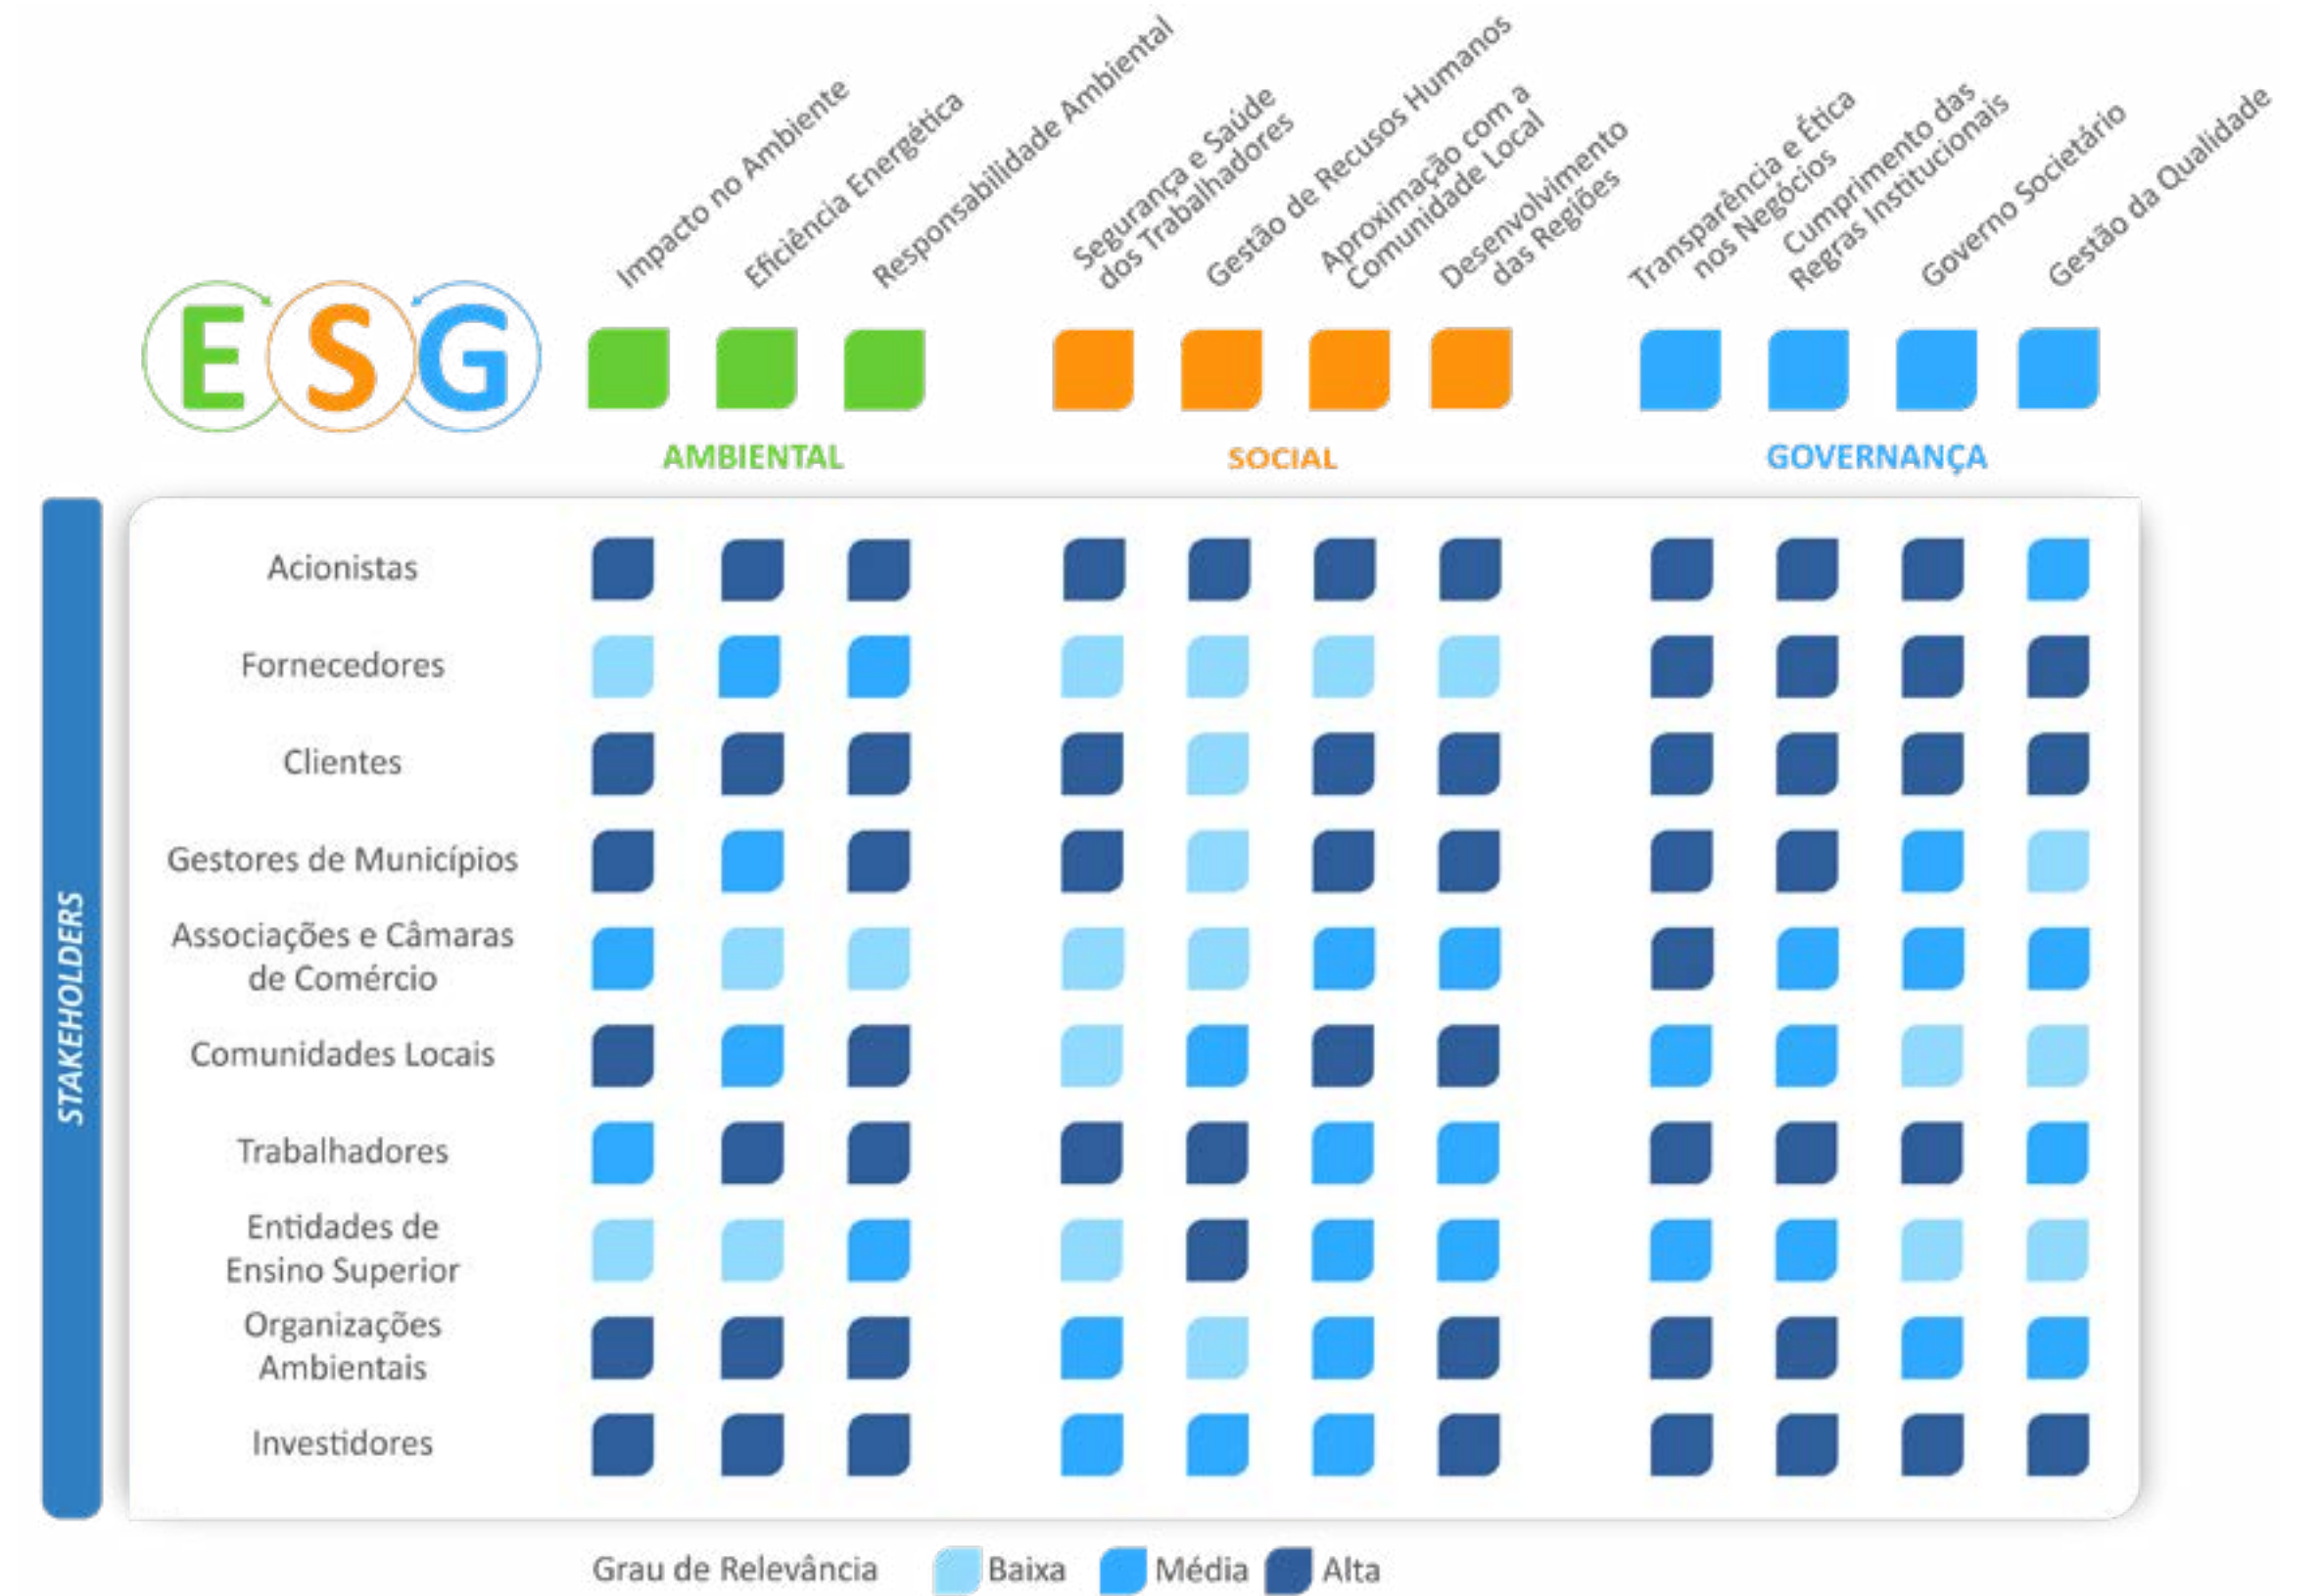 Impacto no Ambiente
Eficiência Energética
Responsabilidade Ambiental
Segurança e Saúde
dos Trabalhadores
Gestão de Recusos Humanos
Aproximação com a
Comunidade Local
Desenvolvimento
das Regiões
Transparência e Ética
nos Negócios
Cumprimento das
Regras Institucionais
Governo Societário
Gestão da Qualidade
ESG
AMBIENTAL
SOCIAL
GOVERNANÇA
STAKEHOLDERS
Acionistas
Fornecedores
Clientes
Gestores de Municípios
Associações e Câmaras
de Comércio
Comunidades Locais
Trabalhadores
Entidades de
Ensino Superior
Organizações
Ambientais
Investidores
Grau de Relevância Baixa Média Alta